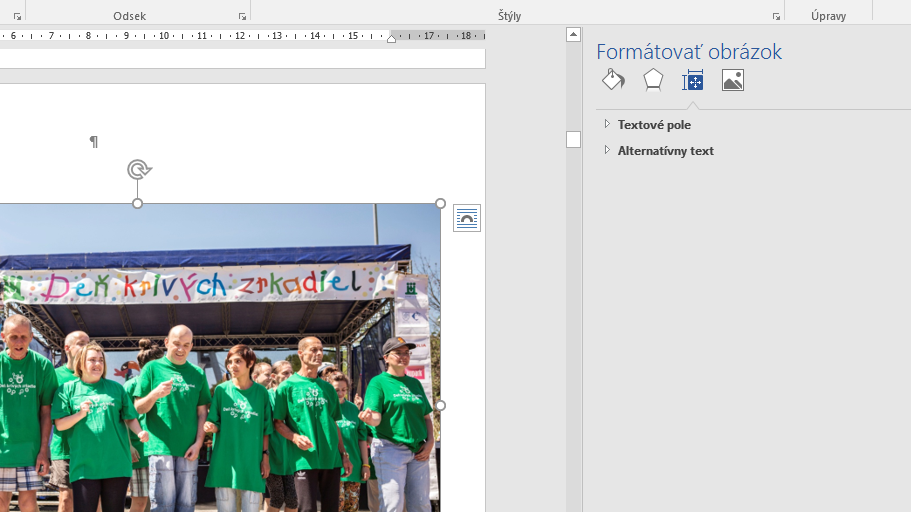 Odsek Štýly Úpravy
6 7 8 9 10 11 12 13 14 15 17 18
Formátovať obrázok
Textové pole
Alternatívny text
¶
Deň krivých zrkadiel